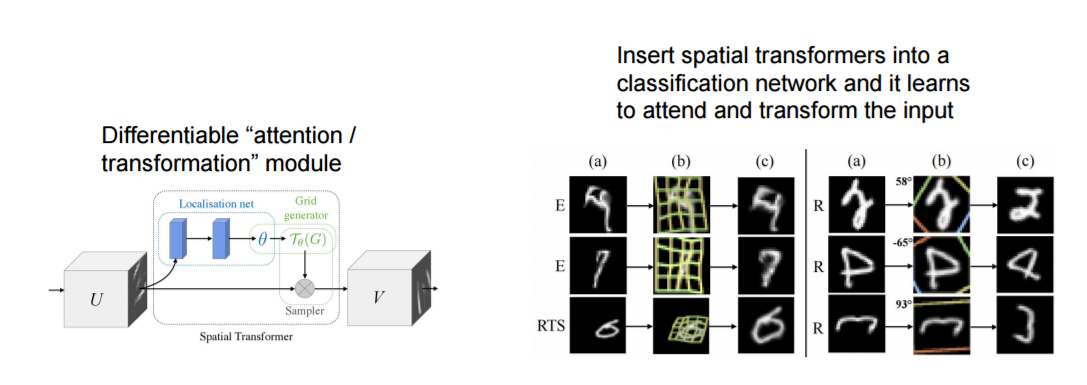 Differentiable “attention /
transformation” module
Localisation net
Grid
generator
θ
𝒯θ(G)
U
V
Sampler
Spatial Transformer
Insert spatial transformers into a
classification network and it learns
to attend and transform the input
(a) (b) (c)
E
E
RTS
(a) (b) (c)
58°
R
-65°
R
93°
R